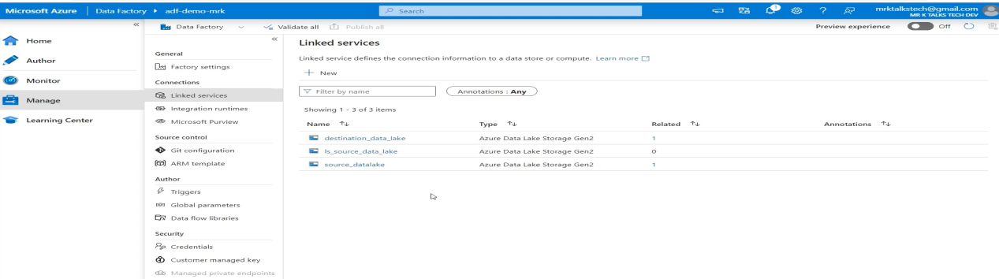 Microsoft Azure | Data Factory ▸ adf-demo-mrk
Search
1
mrktalkstech@gmail.com
MR K TALKS TECH DEV
Data Factory
Validate all
Publish all
Preview experience
Off
Home
Author
Monitor
Manage
Learning Center
General
Factory settings
Connections
Linked services
Integration runtimes
Microsoft Purview
Source control
Git configuration
ARM template
Author
Triggers
Global parameters
Data flow libraries
Security
Credentials
Customer managed key
Managed private endpoints
Linked services
Linked service defines the connection information to a data store or compute. Learn more
+ New
Filter by name
Annotations : Any
Showing 1 - 3 of 3 items
Name Type Related Annotations
destination_data_lake Azure Data Lake Storage Gen2 1
ls_source_data_lake Azure Data Lake Storage Gen2 0
source_datalake Azure Data Lake Storage Gen2 1